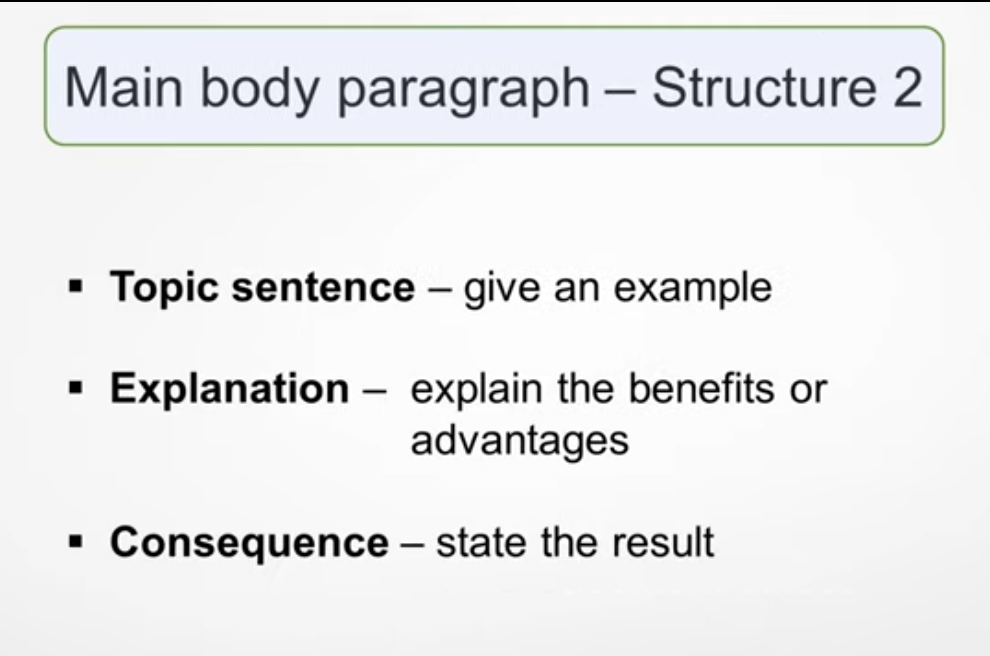 Main body paragraph – Structure 2
▪ Topic sentence – give an example
▪ Explanation – explain the benefits or
advantages
▪ Consequence – state the result